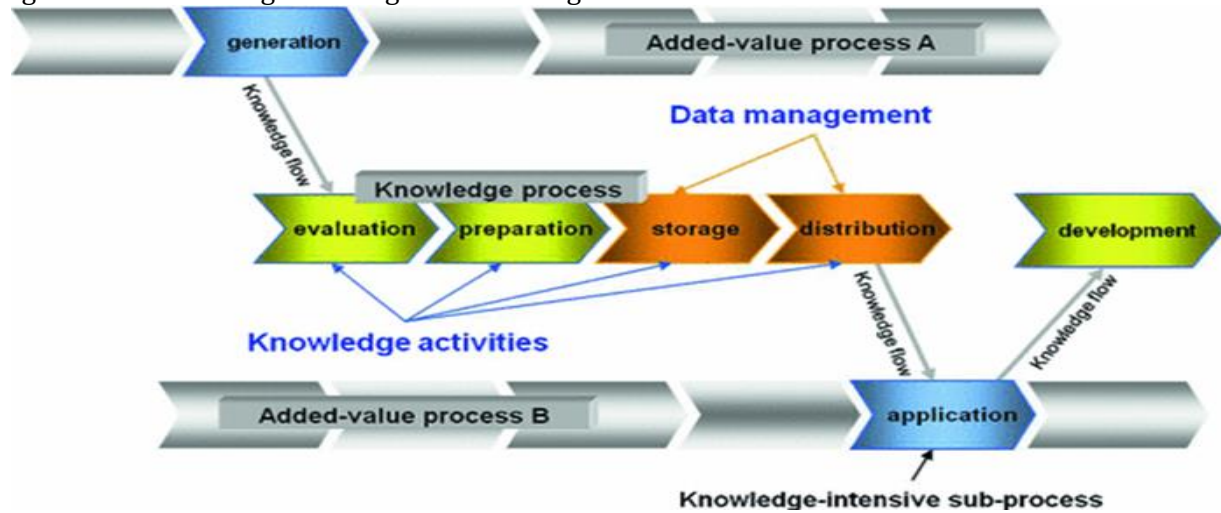 generation
Added-value process A
Knowledge flow
Data management
Knowledge process
evaluation
preparation
storage
distribution
development
Knowledge flow
Knowledge flow
Knowledge activities
Added-value process B
application
Knowledge-intensive sub-process